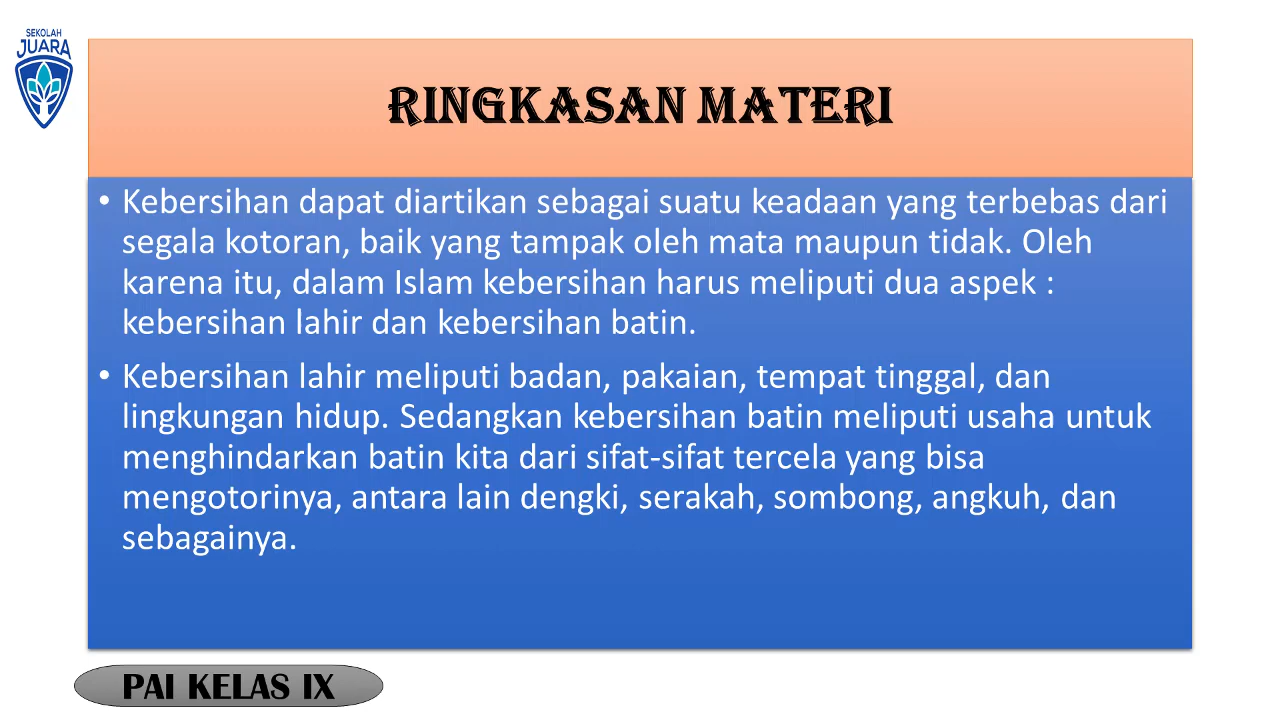 SEKOLAH
JUARA
RINGKASAN MATERI
• Kebersihan dapat diartikan sebagai suatu keadaan yang terbebas dari
segala kotoran, baik yang tampak oleh mata maupun tidak. Oleh
karena itu, dalam Islam kebersihan harus meliputi dua aspek :
kebersihan lahir dan kebersihan batin.
• Kebersihan lahir meliputi badan, pakaian, tempat tinggal, dan
lingkungan hidup. Sedangkan kebersihan batin meliputi usaha untuk
menghindarkan batin kita dari sifat-sifat tercela yang bisa
mengotorinya, antara lain dengki, serakah, sombong, angkuh, dan
sebagainya.
PAI KELAS IX